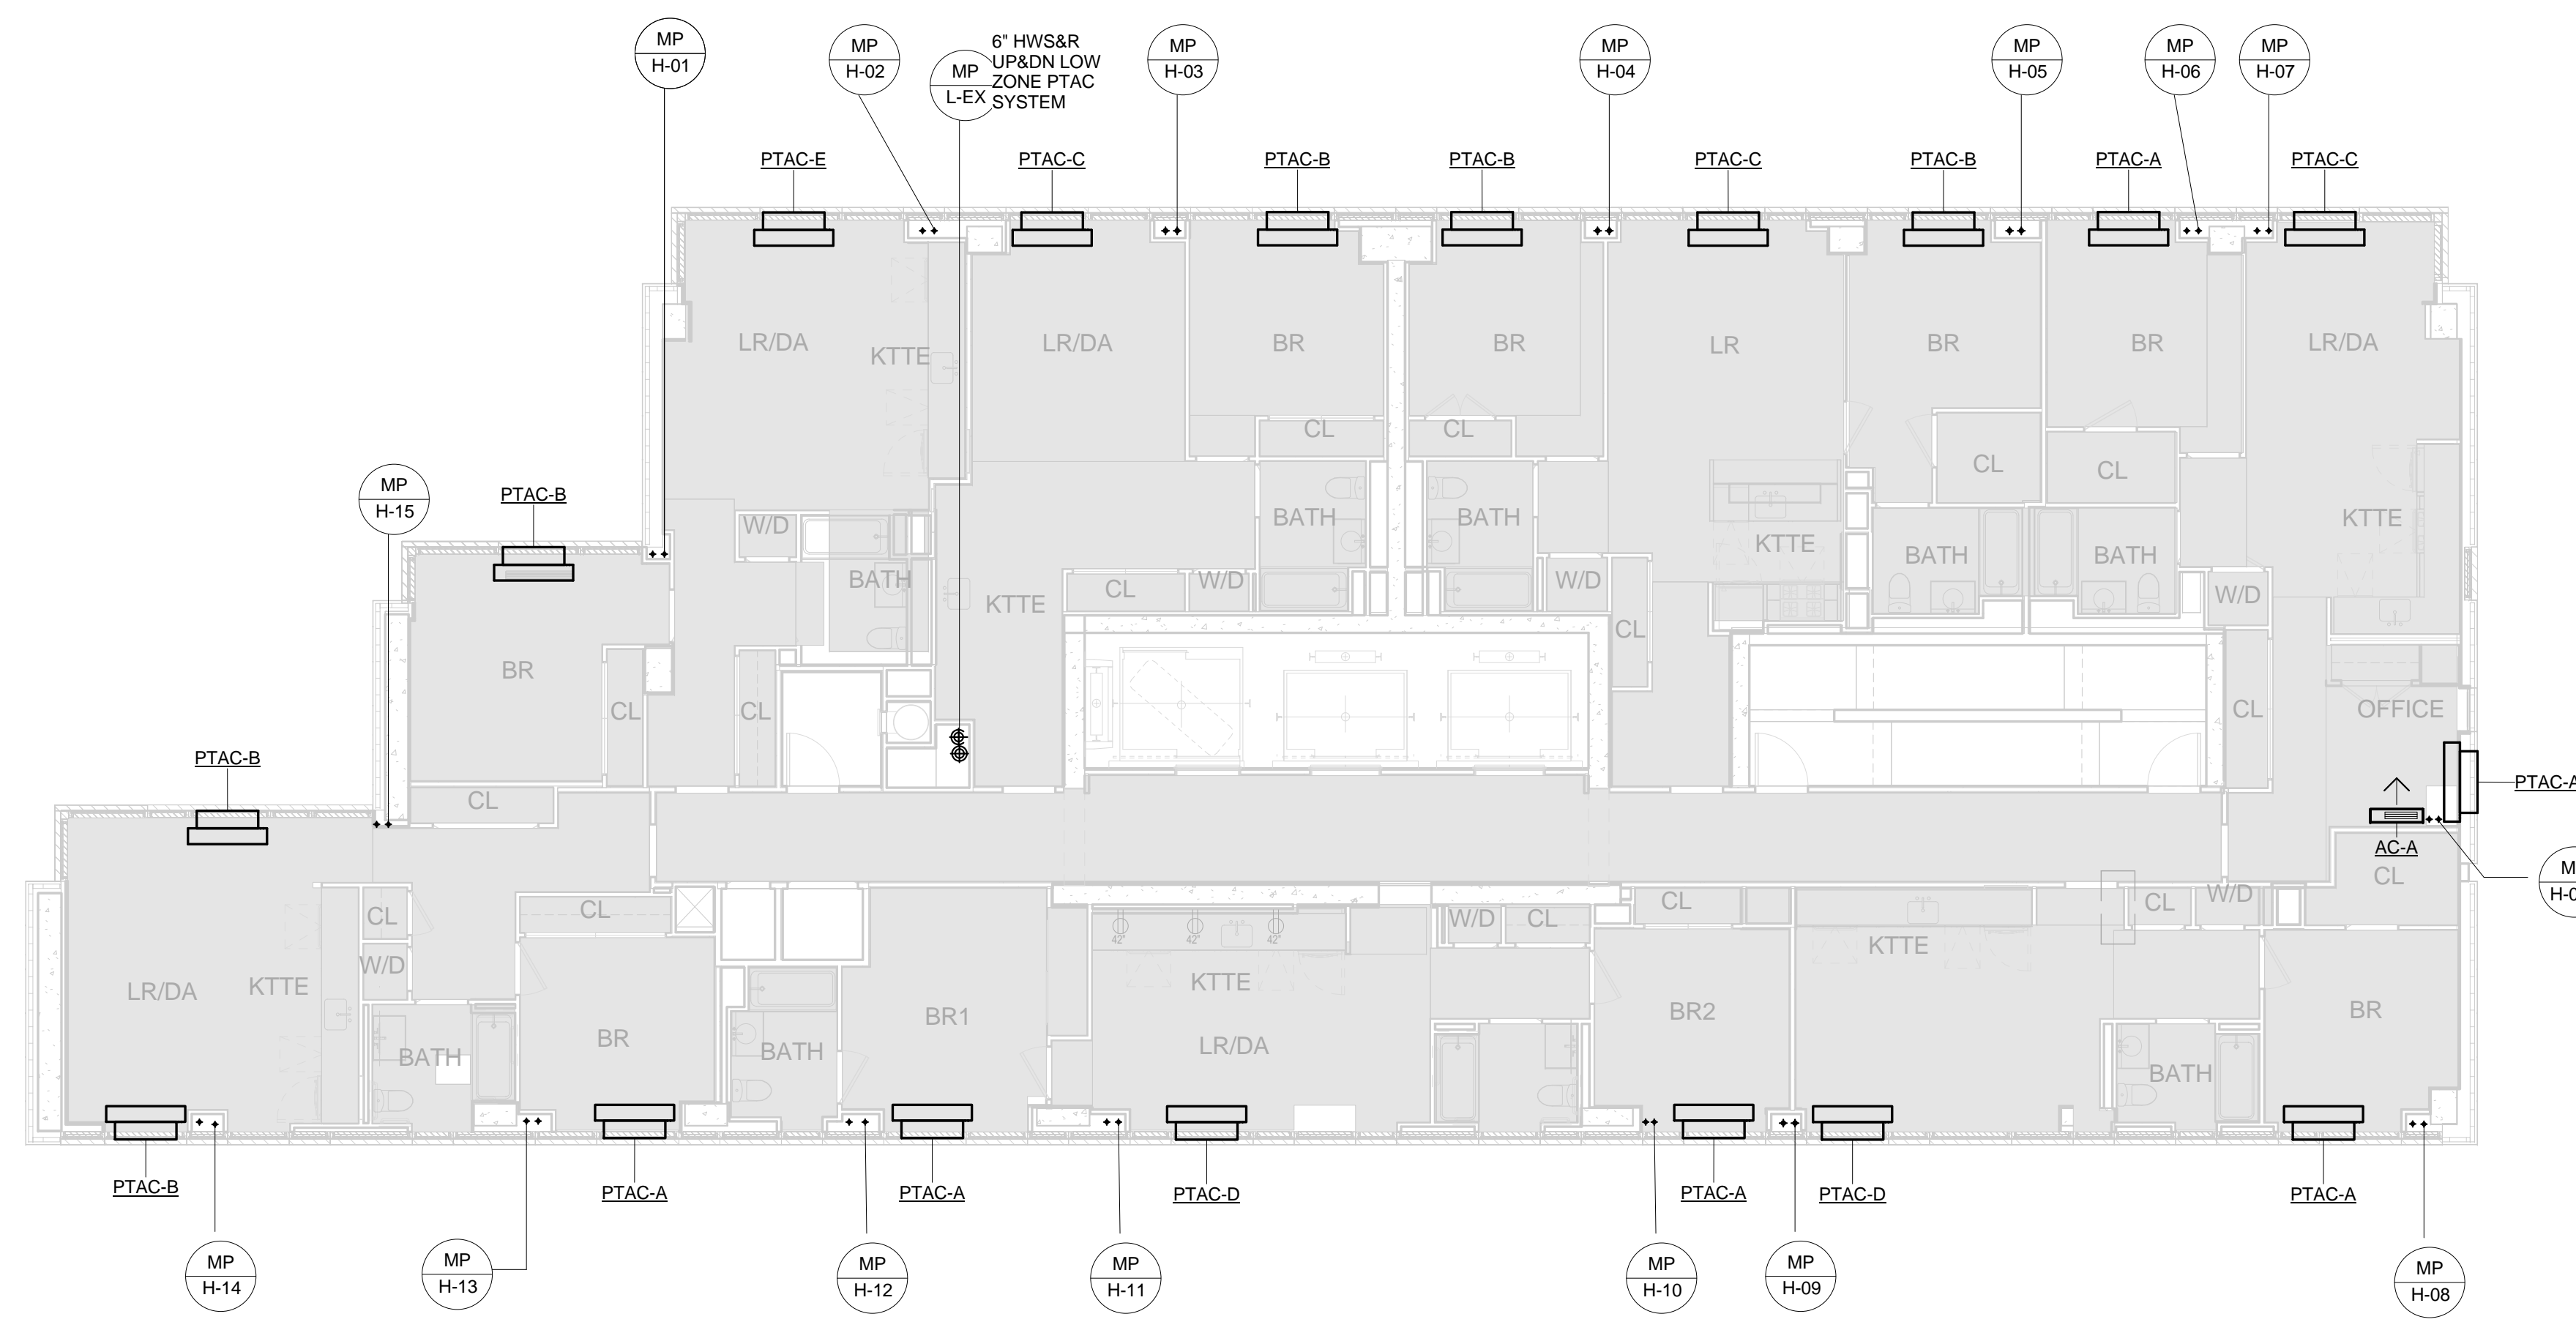 MP
H-01
MP
H-02
MP
L-EX
6" HWS&R
UP&DN LOW
ZONE PTAC
SYSTEM
MP
H-03
MP
H-04
MP
H-05
MP
H-06
MP
H-07
PTAC-E
PTAC-C
PTAC-B
PTAC-B
PTAC-C
PTAC-B
PTAC-A
PTAC-C
LR/DA
KTTE
LR/DA
BR
BR
LR
BR
BR
LR/DA
CL
CL
CL
CL
MP
H-15
PTAC-B
W/D
BATH
BATH
BATH
KTTE
BATH
BATH
KTTE
KTTE
CL
W/D
W/D
W/D
CL
BR
CL
CL
CL
OFFICE
PTAC-B
PTAC-A
CL
AC-A
CL
CL
CL
W/D
CL
CL
CL
W/D
42"
42"
42"
KTTE
W/D
LR/DA
KTTE
KTTE
BR
BATH
BR
BATH
BR1
LR/DA
BR2
BATH
PTAC-B
PTAC-A
PTAC-A
PTAC-D
PTAC-A
PTAC-D
PTAC-A
MP
H-14
MP
H-13
MP
H-12
MP
H-11
MP
H-10
MP
H-09
MP
H-08